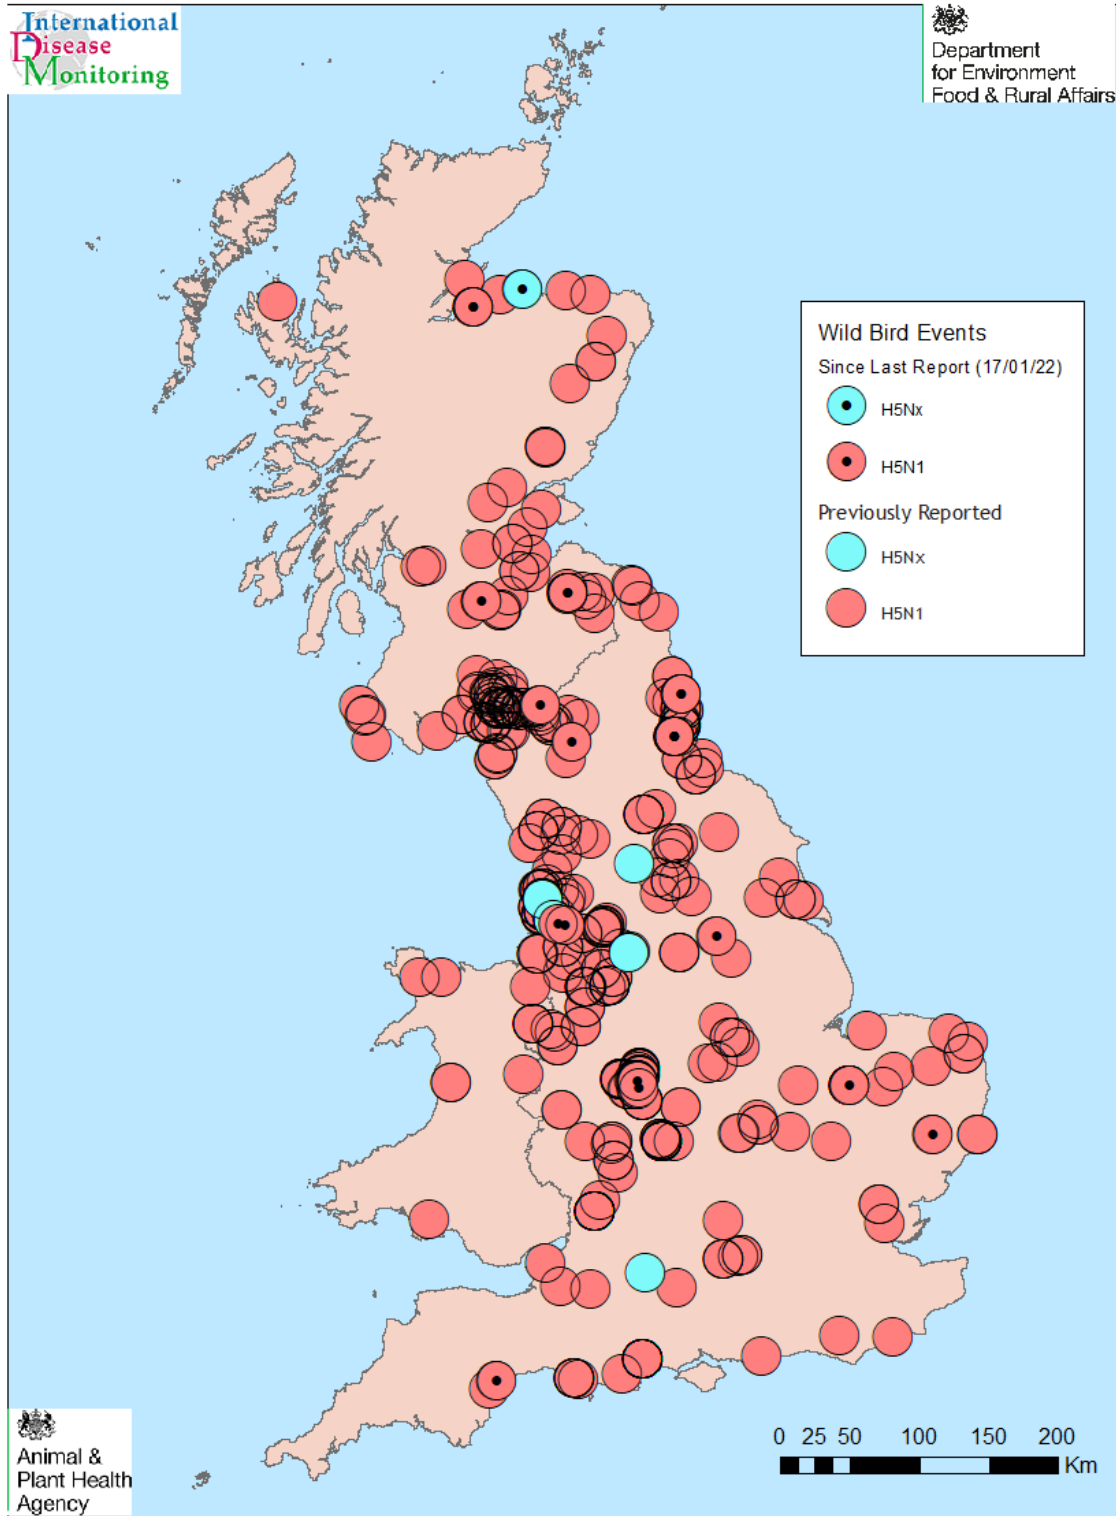 International
Disease
Monitoring
Department
for Environment
Food & Rural Affairs
Wild Bird Events
Since Last Report (17/01/22)
H5Nx
H5N1
Previously Reported
H5Nx
H5N1
Animal &
Plant Health
Agency
0 25 50 100 150 200
Km